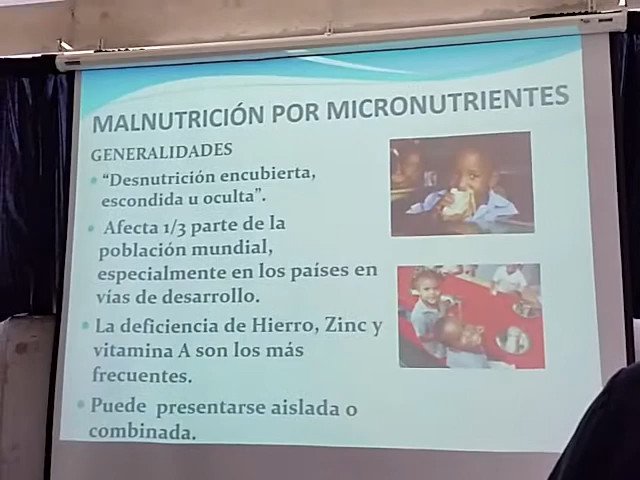 MALNUTRICIÓN POR MICRONUTRIENTES
GENERALIDADES
"Desnutrición encubierta,
escondida u oculta".
Afecta 1/3 parte de la
población mundial,
especialmente en los países en
vías de desarrollo.
La deficiencia de Hierro, Zinc y
vitamina A son los más
frecuentes.
Puede presentarse aislada o
combinada.